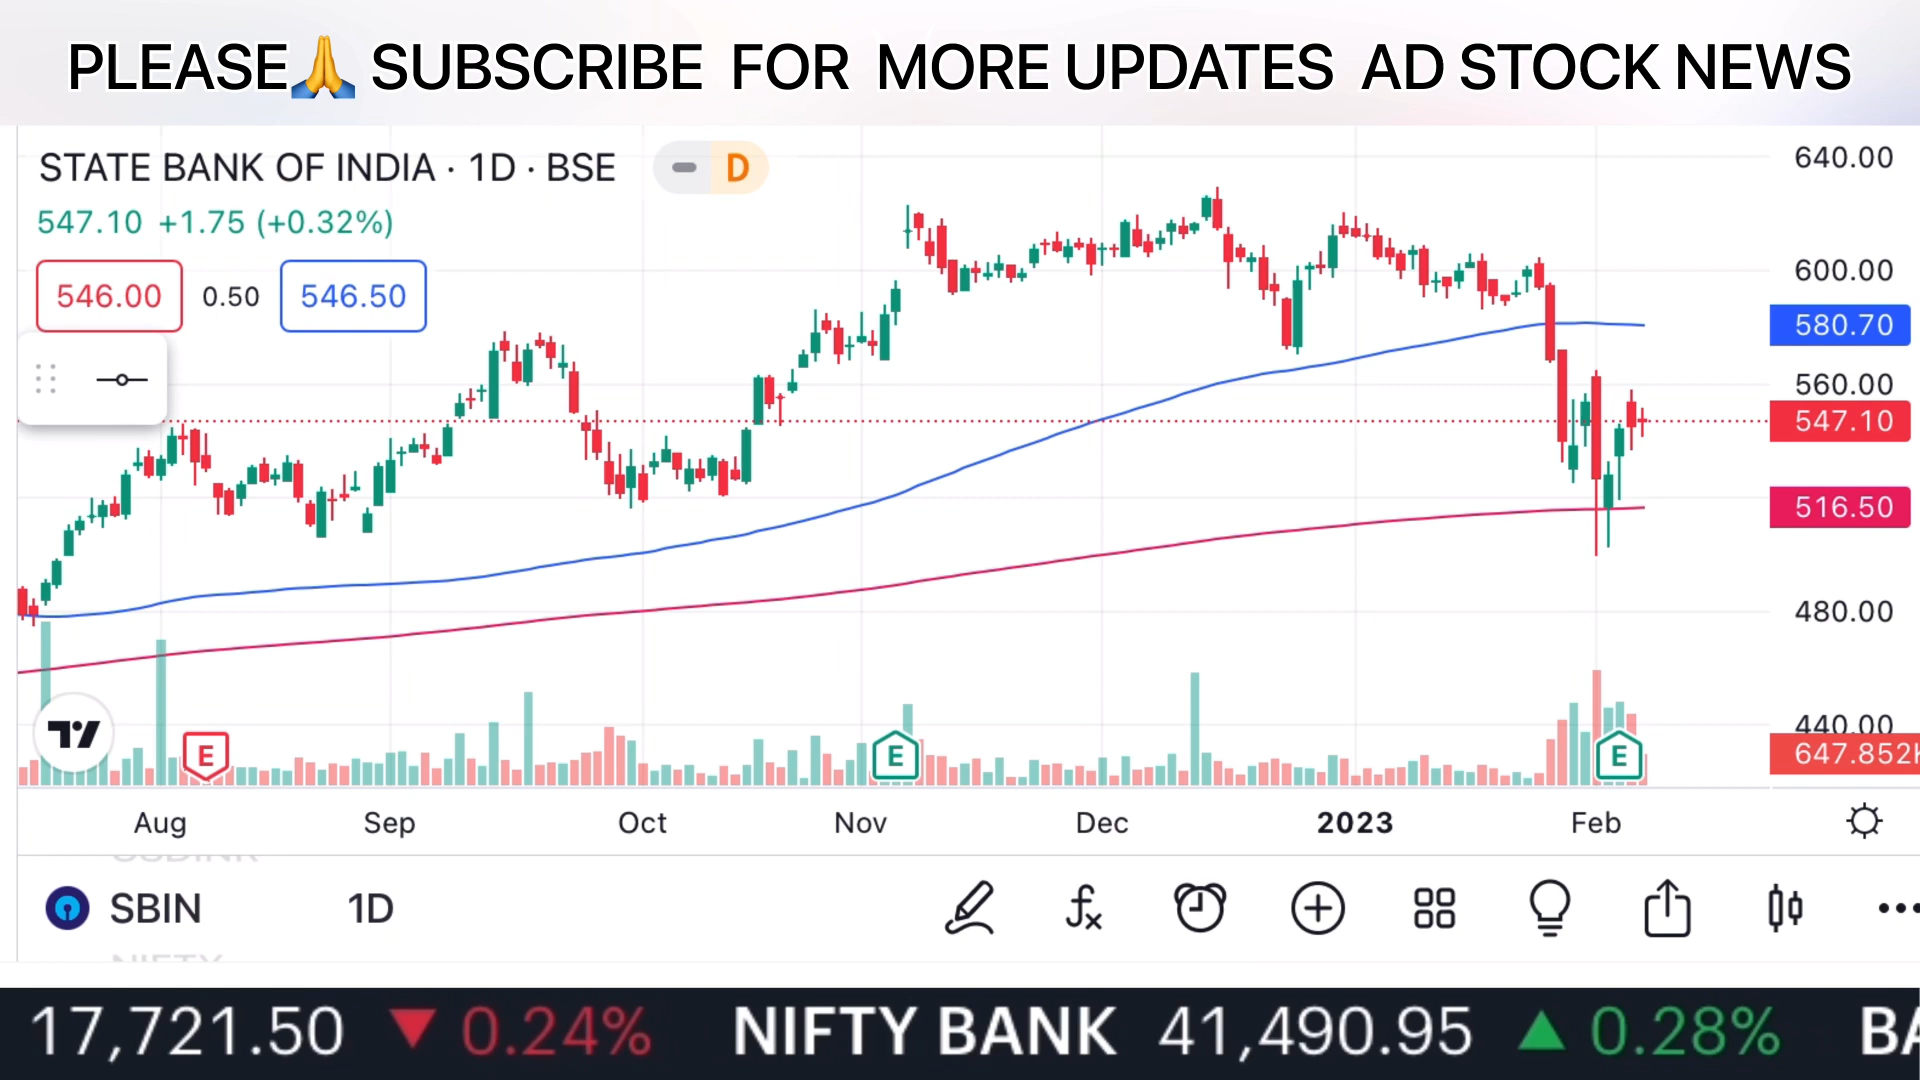 PLEASE🙏 SUBSCRIBE FOR MORE UPDATES AD STOCK NEWS
STATE BANK OF INDIA · 1D · BSE
D
547.10 +1.75 (+0.32%)
546.00 0.50 546.50
640.00
600.00
580.70
560.00
547.10
516.50
480.00
440.00
647.852K
E E E
Aug Sep Oct Nov Dec 2023 Feb
SBIN 1D
17,721.50 ▼ 0.24% NIFTY BANK 41,490.95 ▲ 0.28%